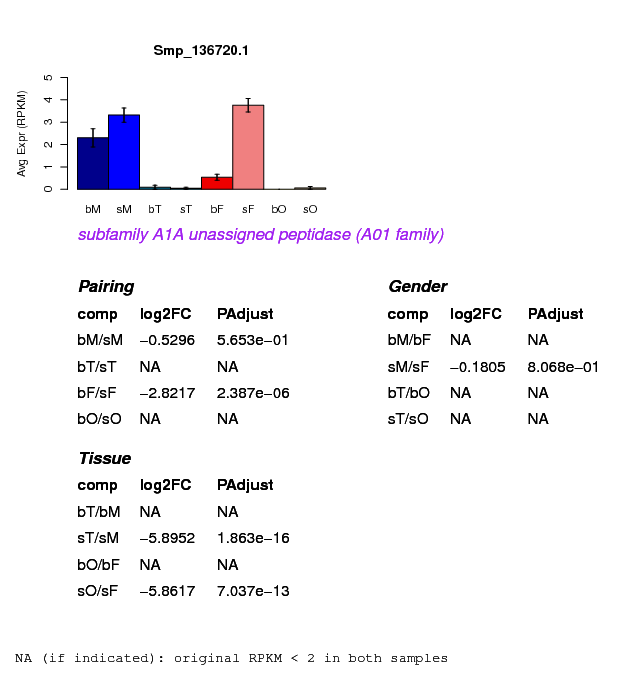 Smp_136720.1
Avg Expr (RPKM)
0 1 2 3 4 5
bM sM bT sT bF sF bO sO
subfamily A1A unassigned peptidase (A01 family)
Pairing
comp log2FC PAdjust
bM/sM −0.5296 5.653e−01
bT/sT NA NA
bF/sF −2.8217 2.387e−06
bO/sO NA NA
Gender
comp log2FC PAdjust
bM/bF NA NA
sM/sF −0.1805 8.068e−01
bT/bO NA NA
sT/sO NA NA
Tissue
comp log2FC PAdjust
bT/bM NA NA
sT/sM −5.8952 1.863e−16
bO/bF NA NA
sO/sF −5.8617 7.037e−13
NA (if indicated): original RPKM < 2 in both samples